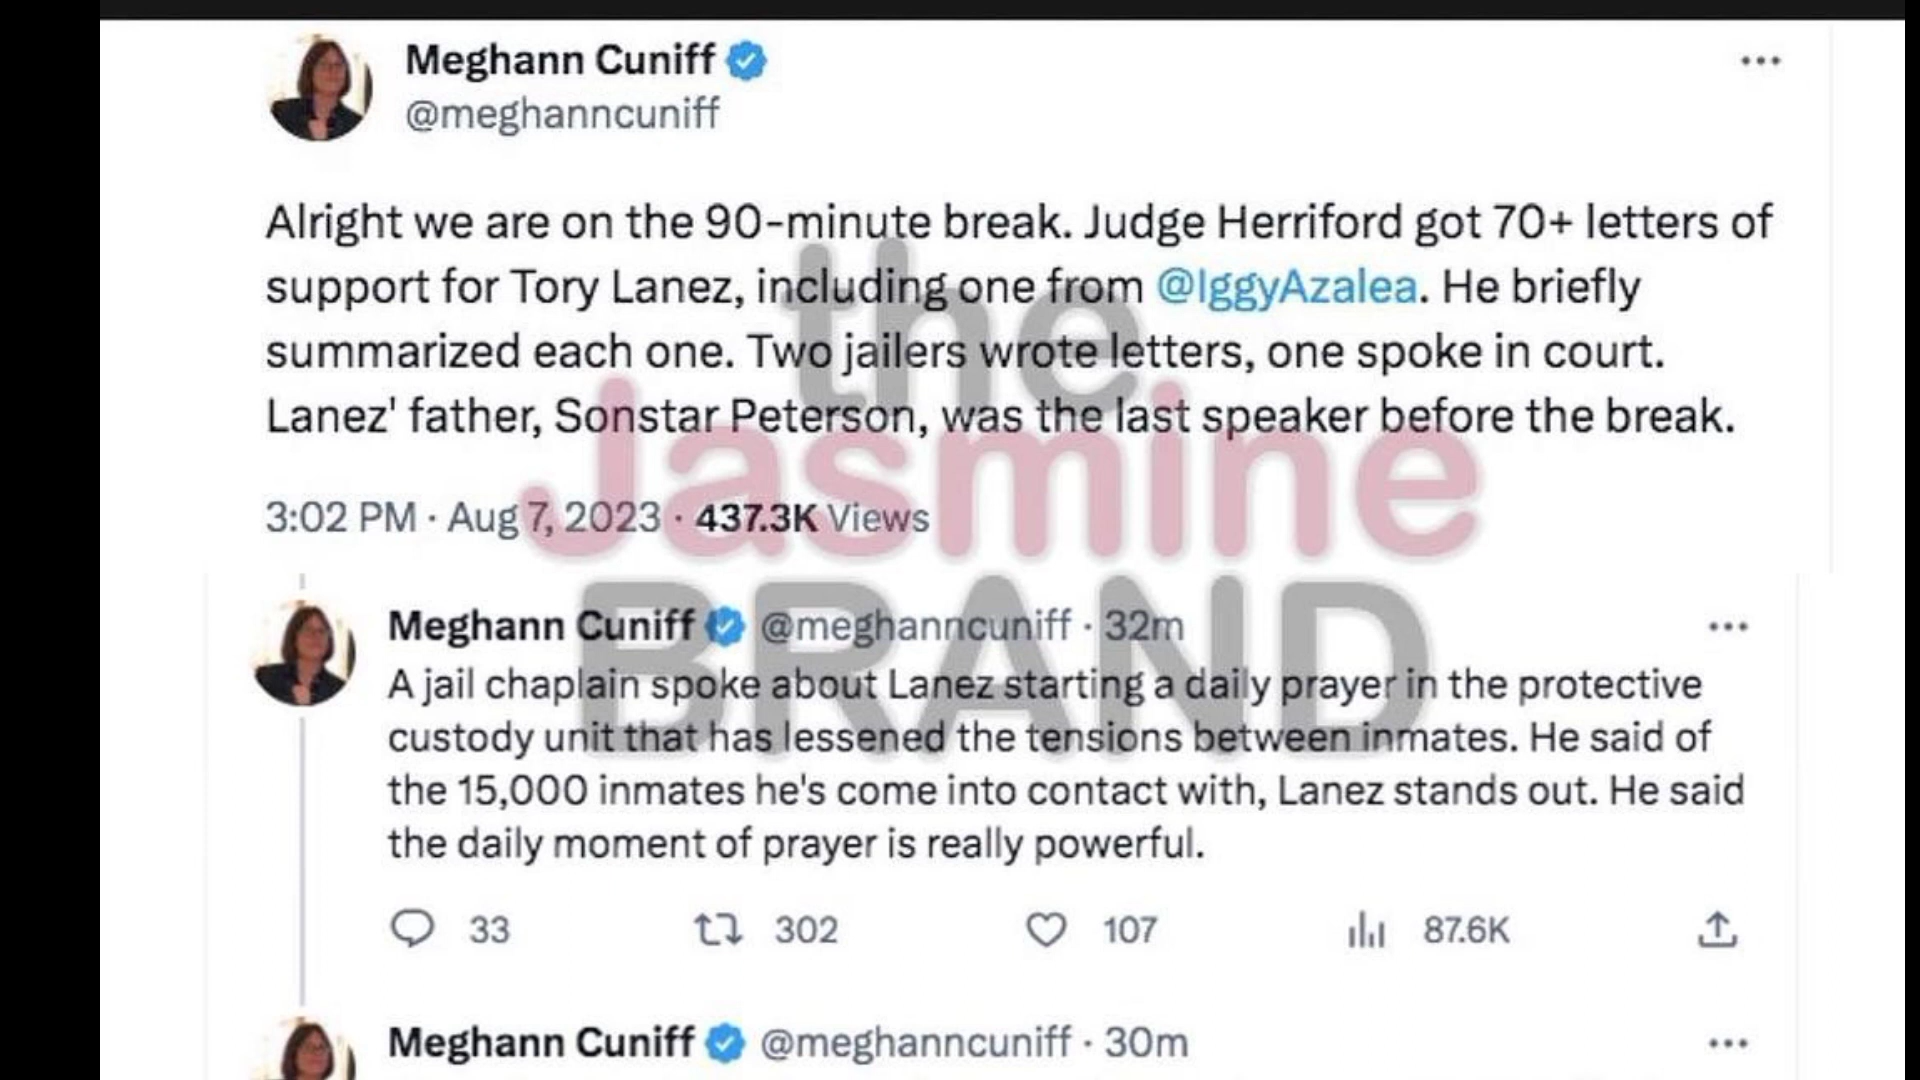 Meghann Cuniff
@meghanncuniff
Alright we are on the 90-minute break. Judge Herriford got 70+ letters of
support for Tory Lanez, including one from @IggyAzalea. He briefly
summarized each one. Two jailers wrote letters, one spoke in court.
Lanez' father, Sonstar Peterson, was the last speaker before the break.
3:02 PM · Aug 7, 2023 · 437.3K Views
the
Jasmine
BRAND
Meghann Cuniff @meghanncuniff · 32m
A jail chaplain spoke about Lanez starting a daily prayer in the protective
custody unit that has lessened the tensions between inmates. He said of
the 15,000 inmates he's come into contact with, Lanez stands out. He said
the daily moment of prayer is really powerful.
33 302 107 87.6K
Meghann Cuniff @meghanncuniff · 30m